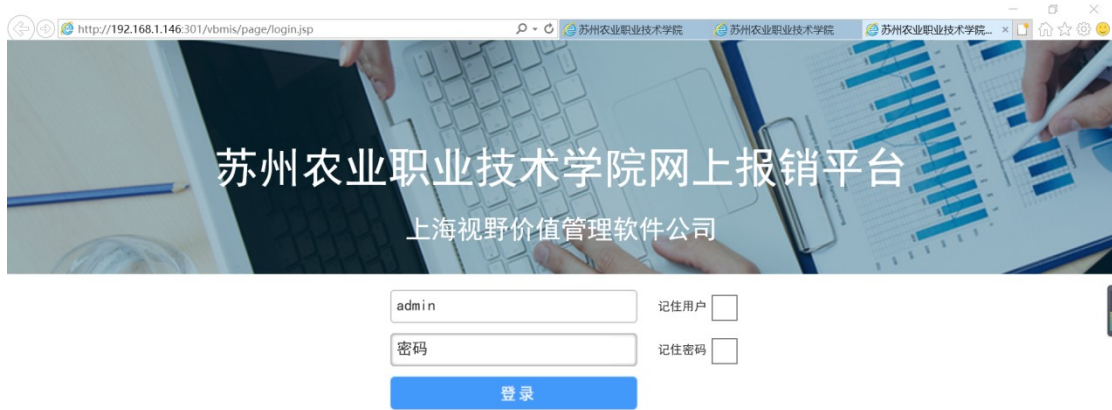 http://192.168.1.146:301/vbmis/page/login.jsp
苏州农业职业技术学院
苏州农业职业技术学院
苏州农业职业技术学院...
苏州农业职业技术学院网上报销平台
上海视野价值管理软件公司
admin
记住用户
密码
记住密码
登录